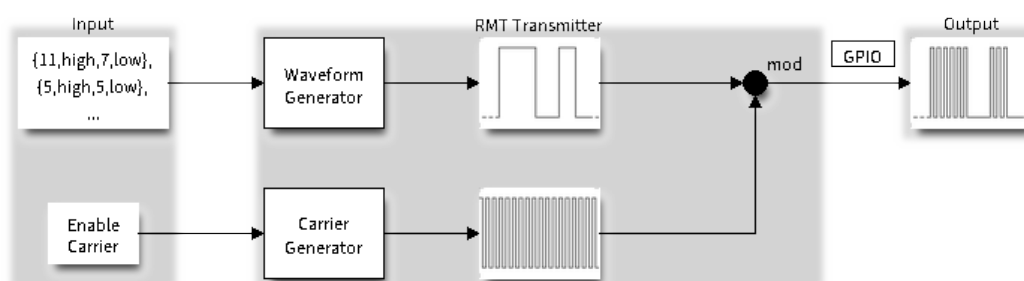 Input
RMT Transmitter
Output
{11,high,7,low},
{5,high,5,low},
...
Waveform
Generator
mod
GPIO
Enable
Carrier
Carrier
Generator